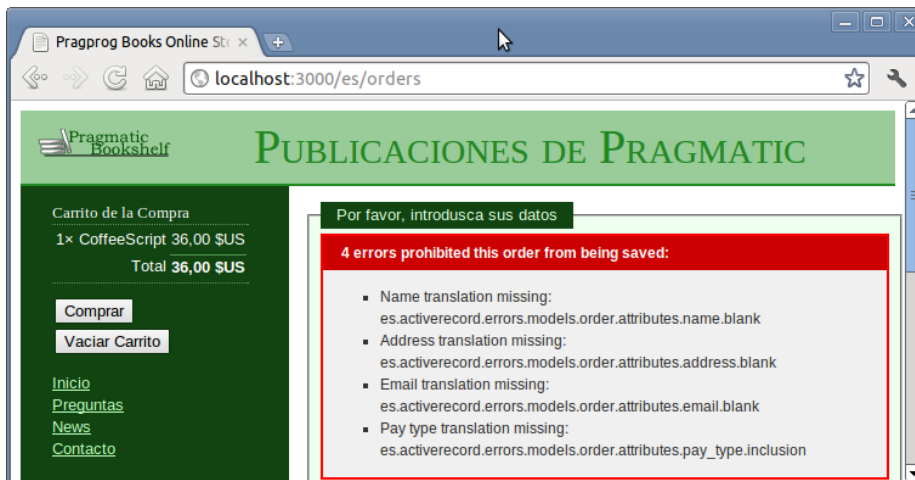 Pragprog Books Online Sto
localhost:3000/es/orders
Pragmatic
Bookshelf
PUBLICACIONES DE PRAGMATIC
Carrito de la Compra
1× CoffeeScript 36,00 $US
Total 36,00 $US
Comprar
Vaciar Carrito
Inicio
Preguntas
News
Contacto
Por favor, introdusca sus datos
4 errors prohibited this order from being saved:
Name translation missing:
es.activerecord.errors.models.order.attributes.name.blank
Address translation missing:
es.activerecord.errors.models.order.attributes.address.blank
Email translation missing:
es.activerecord.errors.models.order.attributes.email.blank
Pay type translation missing:
es.activerecord.errors.models.order.attributes.pay_type.inclusion